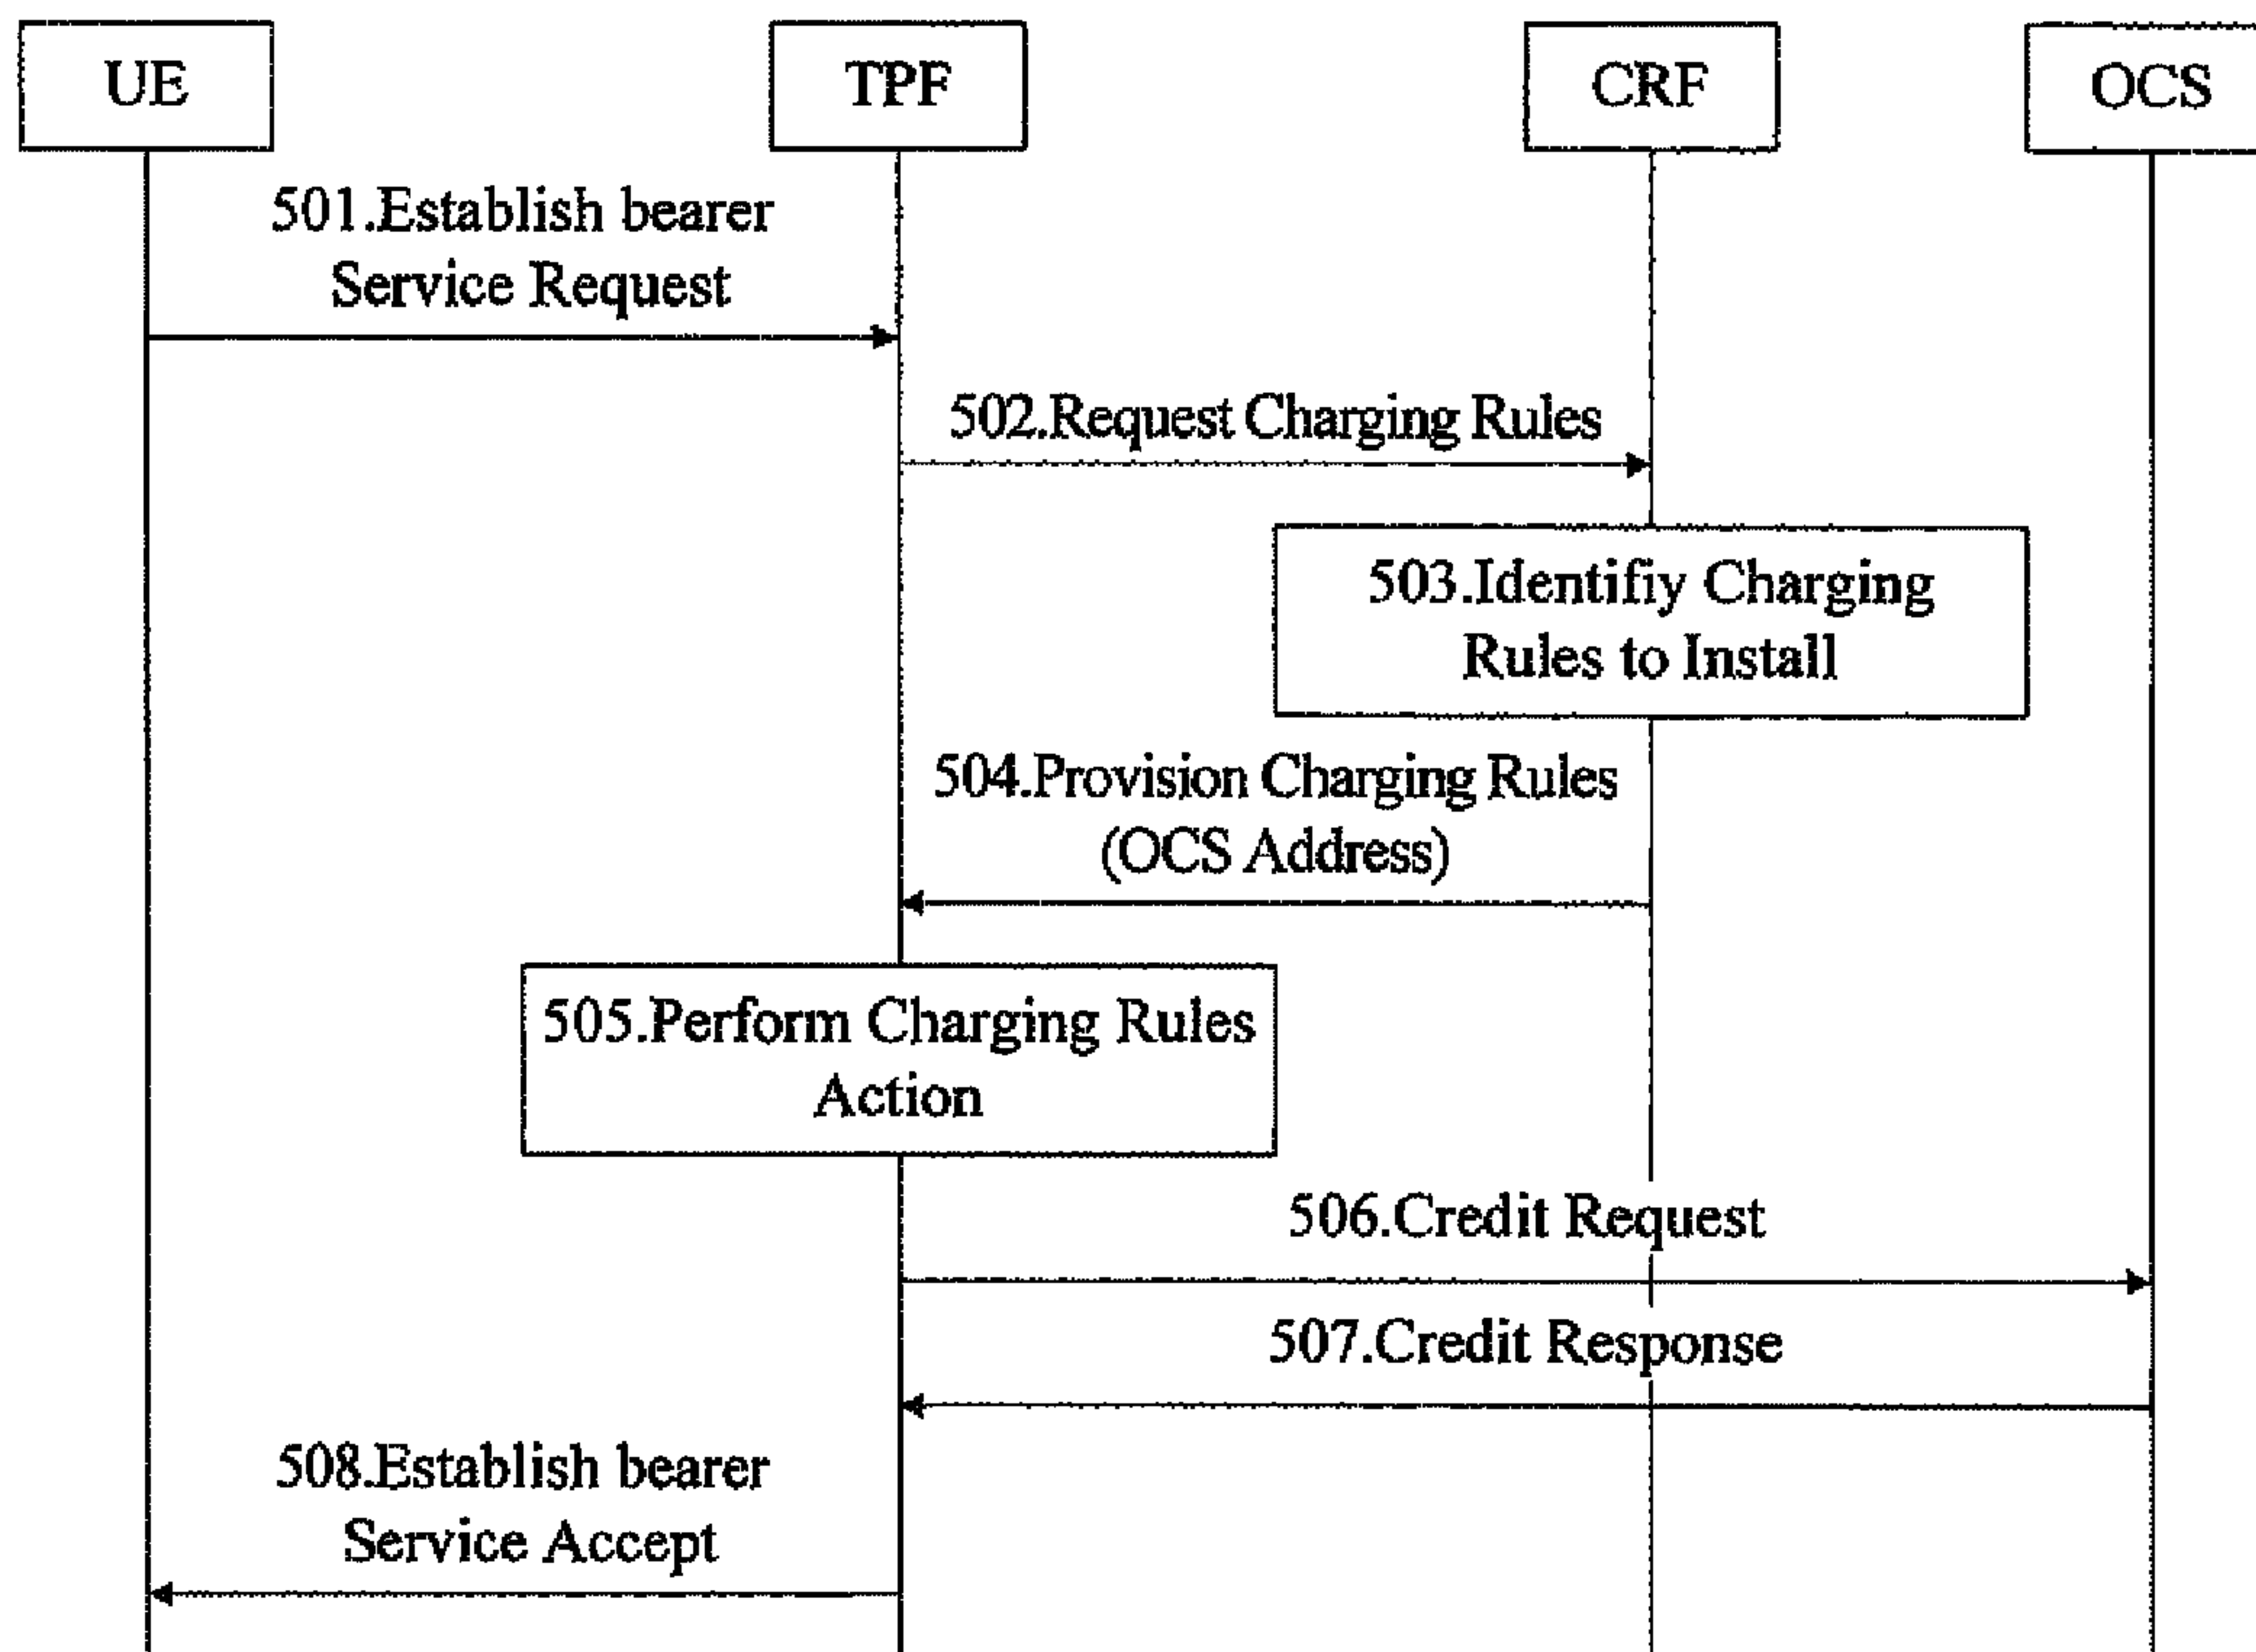 UE
TPF
CRF
OCS
501.Establish bearer
Service Request
502.Request Charging Rules
503.Identifiy Charging
Rules to Install
504.Provision Charging Rules
(OCS Address)
505.Perform Charging Rules
Action
506.Credit Request
507.Credit Response
508.Establish bearer
Service Accept